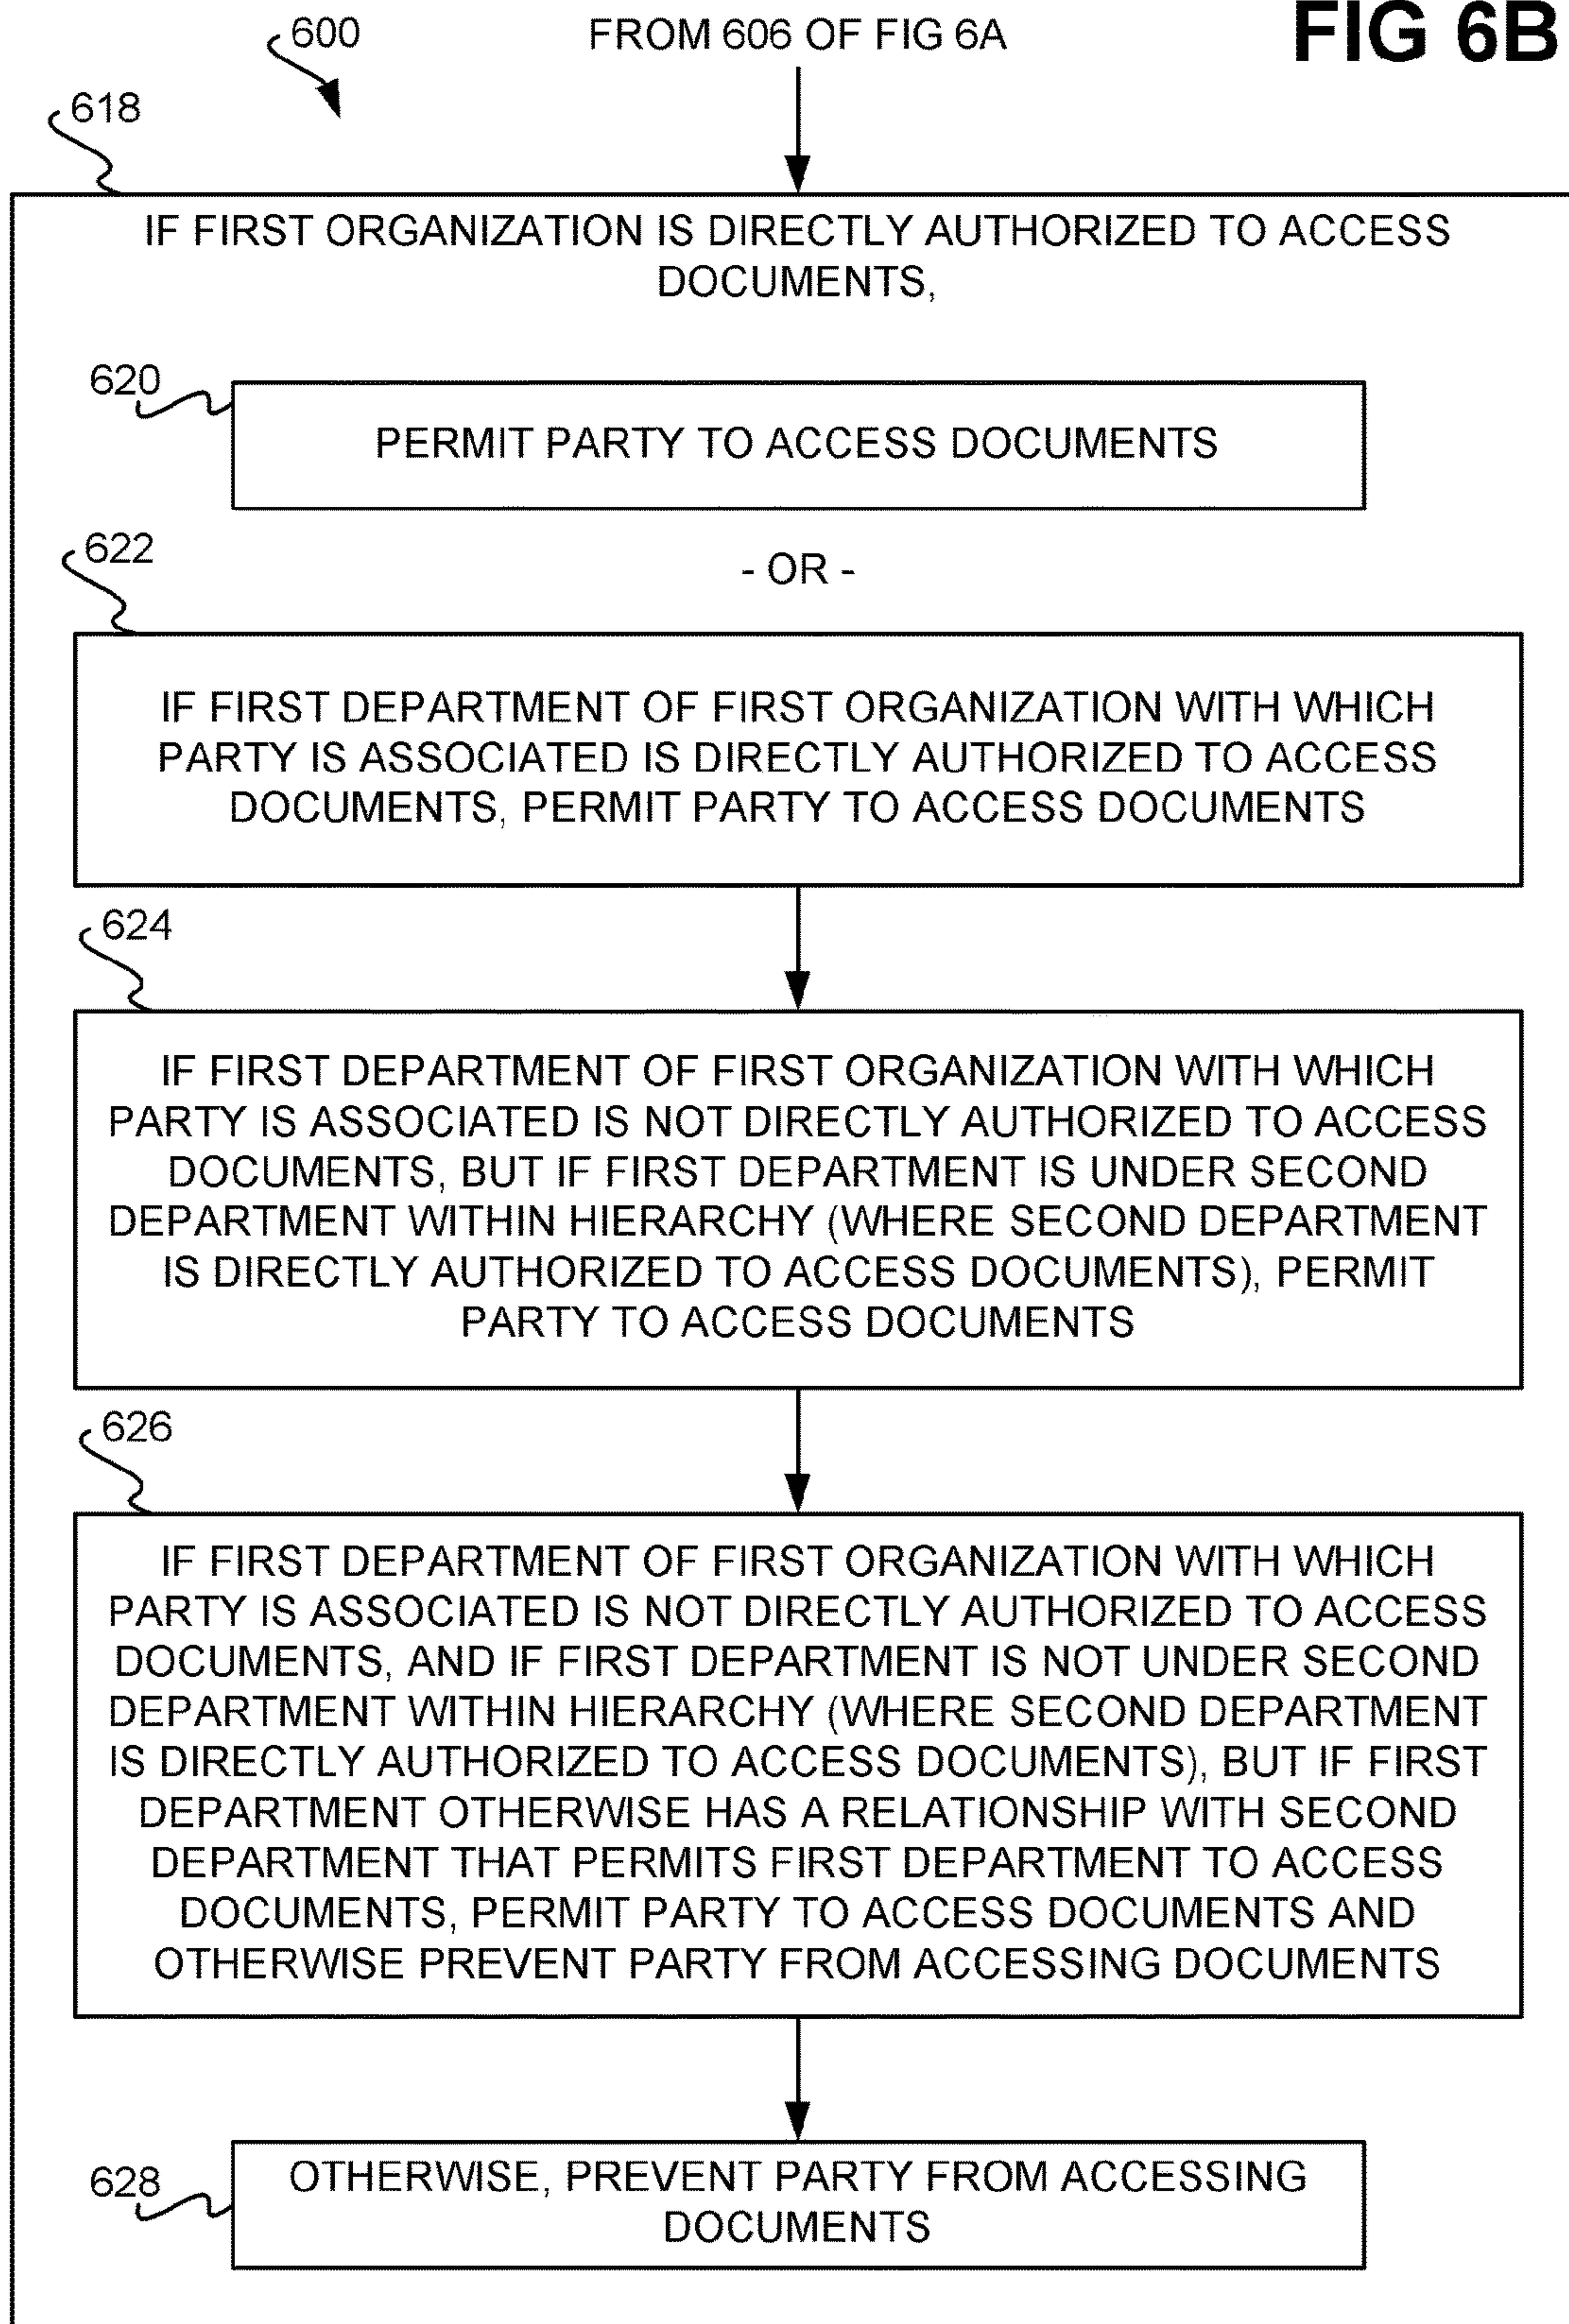 600
FROM 606 OF FIG 6A
FIG 6B
618
IF FIRST ORGANIZATION IS DIRECTLY AUTHORIZED TO ACCESS
DOCUMENTS,
620
PERMIT PARTY TO ACCESS DOCUMENTS
622
- OR -
IF FIRST DEPARTMENT OF FIRST ORGANIZATION WITH WHICH
PARTY IS ASSOCIATED IS DIRECTLY AUTHORIZED TO ACCESS
DOCUMENTS, PERMIT PARTY TO ACCESS DOCUMENTS
624
IF FIRST DEPARTMENT OF FIRST ORGANIZATION WITH WHICH
PARTY IS ASSOCIATED IS NOT DIRECTLY AUTHORIZED TO ACCESS
DOCUMENTS, BUT IF FIRST DEPARTMENT IS UNDER SECOND
DEPARTMENT WITHIN HIERARCHY (WHERE SECOND DEPARTMENT
IS DIRECTLY AUTHORIZED TO ACCESS DOCUMENTS), PERMIT
PARTY TO ACCESS DOCUMENTS
626
IF FIRST DEPARTMENT OF FIRST ORGANIZATION WITH WHICH
PARTY IS ASSOCIATED IS NOT DIRECTLY AUTHORIZED TO ACCESS
DOCUMENTS, AND IF FIRST DEPARTMENT IS NOT UNDER SECOND
DEPARTMENT WITHIN HIERARCHY (WHERE SECOND DEPARTMENT
IS DIRECTLY AUTHORIZED TO ACCESS DOCUMENTS), BUT IF FIRST
DEPARTMENT OTHERWISE HAS A RELATIONSHIP WITH SECOND
DEPARTMENT THAT PERMITS FIRST DEPARTMENT TO ACCESS
DOCUMENTS, PERMIT PARTY TO ACCESS DOCUMENTS AND
OTHERWISE PREVENT PARTY FROM ACCESSING DOCUMENTS
628
OTHERWISE, PREVENT PARTY FROM ACCESSING
DOCUMENTS